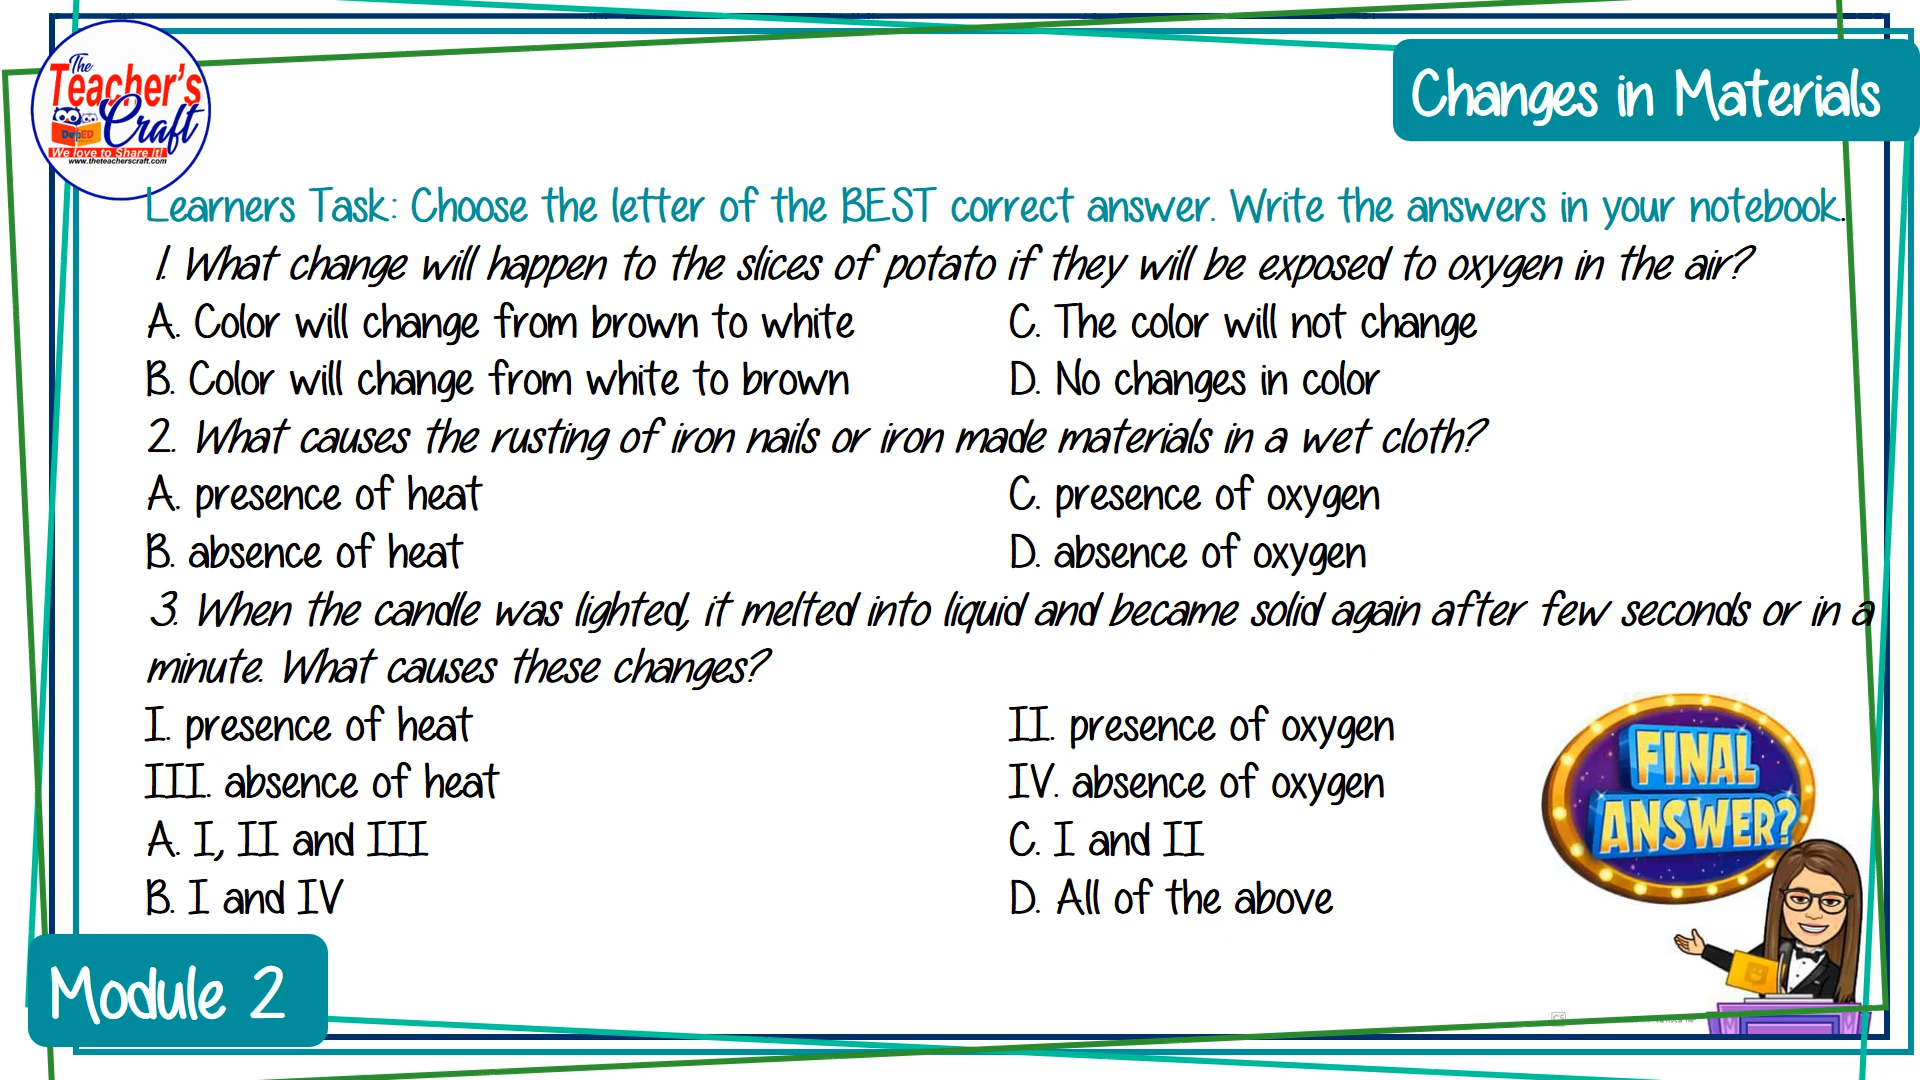 The
Teacher's
Craft
DepED
We love to Share it!
www.theteacherscraft.com
Changes in Materials
Learners Task: Choose the letter of the BEST correct answer. Write the answers in your notebook.
1. What change will happen to the slices of potato if they will be exposed to oxygen in the air?
A. Color will change from brown to white C. The color will not change
B. Color will change from white to brown D. No changes in color
2. What causes the rusting of iron nails or iron made materials in a wet cloth?
A. presence of heat C. presence of oxygen
B. absence of heat D. absence of oxygen
3. When the candle was lighted, it melted into liquid and became solid again after few seconds or in a
minute. What causes these changes?
I. presence of heat II. presence of oxygen
III. absence of heat IV. absence of oxygen
A. I, II and III C. I and II
B. I and IV D. All of the above
FINAL
ANSWER?
Module 2